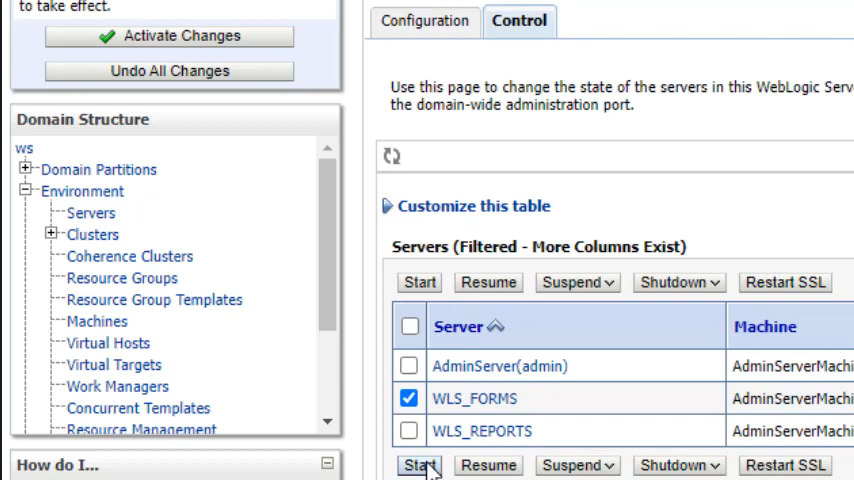 to take effect.
Activate Changes
Undo All Changes
Domain Structure
ws
Domain Partitions
Environment
Servers
Clusters
Coherence Clusters
Resource Groups
Resource Group Templates
Machines
Virtual Hosts
Virtual Targets
Work Managers
Concurrent Templates
Resource Management
How do I...
Configuration Control
Use this page to change the state of the servers in this WebLogic Serv
the domain-wide administration port.
Customize this table
Servers (Filtered - More Columns Exist)
Start Resume Suspend Shutdown Restart SSL
Server Machine
AdminServer(admin) AdminServerMachi
WLS_FORMS AdminServerMachi
WLS_REPORTS AdminServerMachi
Start Resume Suspend Shutdown Restart SSL